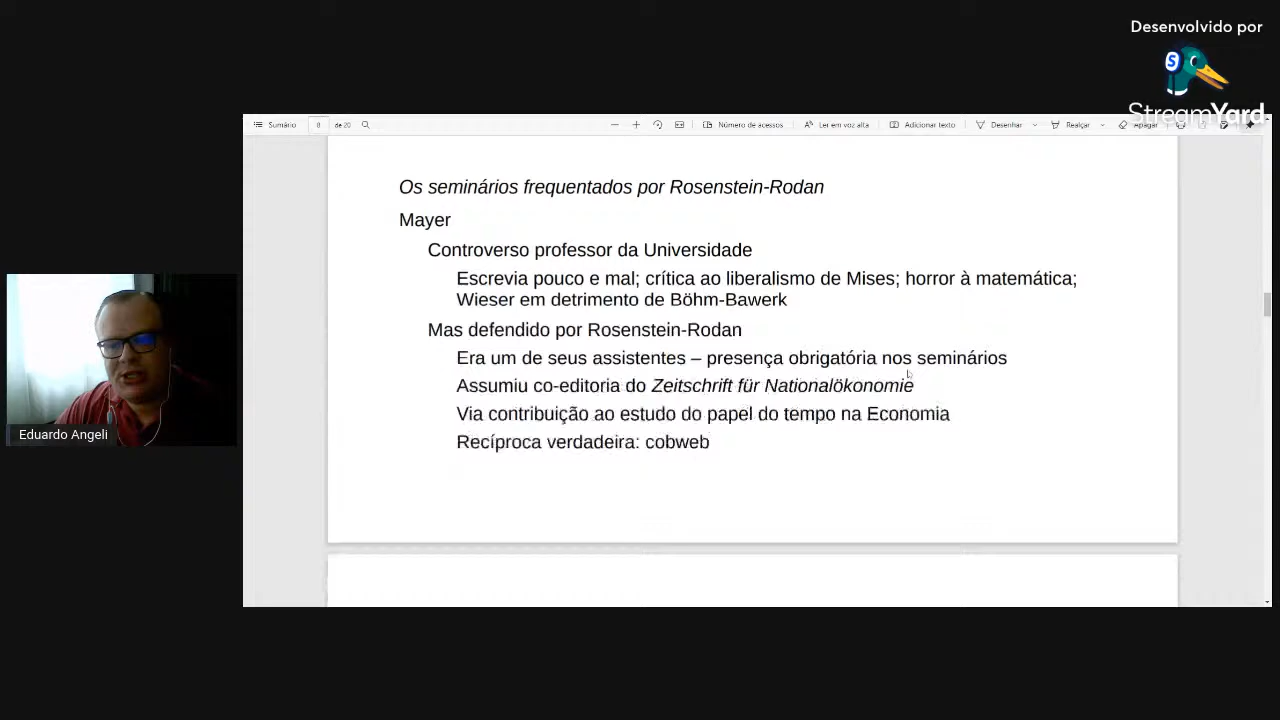 Desenvolvido por
StreamYard
Sumário
8 de 20
Número de acessos
Ler em voz alta
Adicionar texto
Desenhar
Realçar
Apagar
Os seminários frequentados por Rosenstein-Rodan
Mayer
Controverso professor da Universidade
Escrevia pouco e mal; crítica ao liberalismo de Mises; horror à matemática;
Wieser em detrimento de Böhm-Bawerk
Mas defendido por Rosenstein-Rodan
Era um de seus assistentes – presença obrigatória nos seminários
Assumiu co-editoria do Zeitschrift für Nationalökonomie
Via contribuição ao estudo do papel do tempo na Economia
Recíproca verdadeira: cobweb
Eduardo Angeli